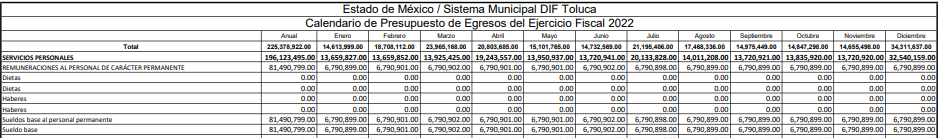 Estado de México / Sistema Municipal DIF Toluca
Calendario de Presupuesto de Egresos del Ejercicio Fiscal 2022
Anual Enero Febrero Marzo Abril Mayo Junio Julio Agosto Septiembre Octubre Noviembre Diciembre
Total 225,378,922.00 14,613,999.00 18,708,112.00 23,965,168.00 20,803,685.00 15,101,765.00 14,732,569.00 21,195,406.00 17,468,336.00 14,975,449.00 14,847,298.00 14,655,498.00 34,311,637.00
SERVICIOS PERSONALES 196,123,495.00 13,659,827.00 13,659,852.00 13,925,425.00 19,243,557.00 13,950,937.00 13,720,941.00 20,133,828.00 14,011,208.00 13,720,921.00 13,835,920.00 13,720,920.00 32,540,159.00
REMUNERACIONES AL PERSONAL DE CARÁCTER PERMANENTE 81,490,799.00 6,790,899.00 6,790,901.00 6,790,902.00 6,790,901.00 6,790,901.00 6,790,902.00 6,790,898.00 6,790,899.00 6,790,899.00 6,790,899.00 6,790,899.00 6,790,899.00
Dietas 0.00 0.00 0.00 0.00 0.00 0.00 0.00 0.00 0.00 0.00 0.00 0.00 0.00
Dietas 0.00 0.00 0.00 0.00 0.00 0.00 0.00 0.00 0.00 0.00 0.00 0.00 0.00
Haberes 0.00 0.00 0.00 0.00 0.00 0.00 0.00 0.00 0.00 0.00 0.00 0.00 0.00
Haberes 0.00 0.00 0.00 0.00 0.00 0.00 0.00 0.00 0.00 0.00 0.00 0.00 0.00
Sueldos base al personal permanente 81,490,799.00 6,790,899.00 6,790,901.00 6,790,902.00 6,790,901.00 6,790,901.00 6,790,902.00 6,790,898.00 6,790,899.00 6,790,899.00 6,790,899.00 6,790,899.00 6,790,899.00
Sueldo base 81,490,799.00 6,790,899.00 6,790,901.00 6,790,902.00 6,790,901.00 6,790,901.00 6,790,902.00 6,790,898.00 6,790,899.00 6,790,899.00 6,790,899.00 6,790,899.00 6,790,899.00